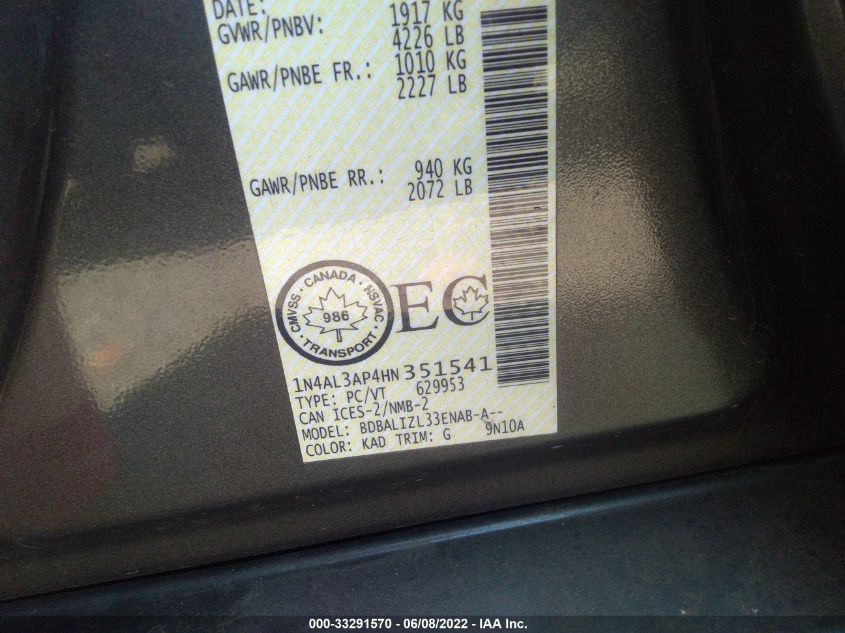 DATE:
GVWR/PNBV: 1917 KG
4226 LB
GAWR/PNBE FR.: 1010 KG
2227 LB
GAWR/PNBE RR.: 940 KG
2072 LB
CMVSS · CANADA · NSVAC
986
· TRANSPORT ·
EC
1N4AL3AP4HN351541
TYPE: PC/VT 629953
CAN ICES-2/NMB-2
MODEL: BDBALIZL33ENAB-A--
COLOR: KAD TRIM: G 9N10A
000-33291570 - 06/08/2022 - IAA Inc.